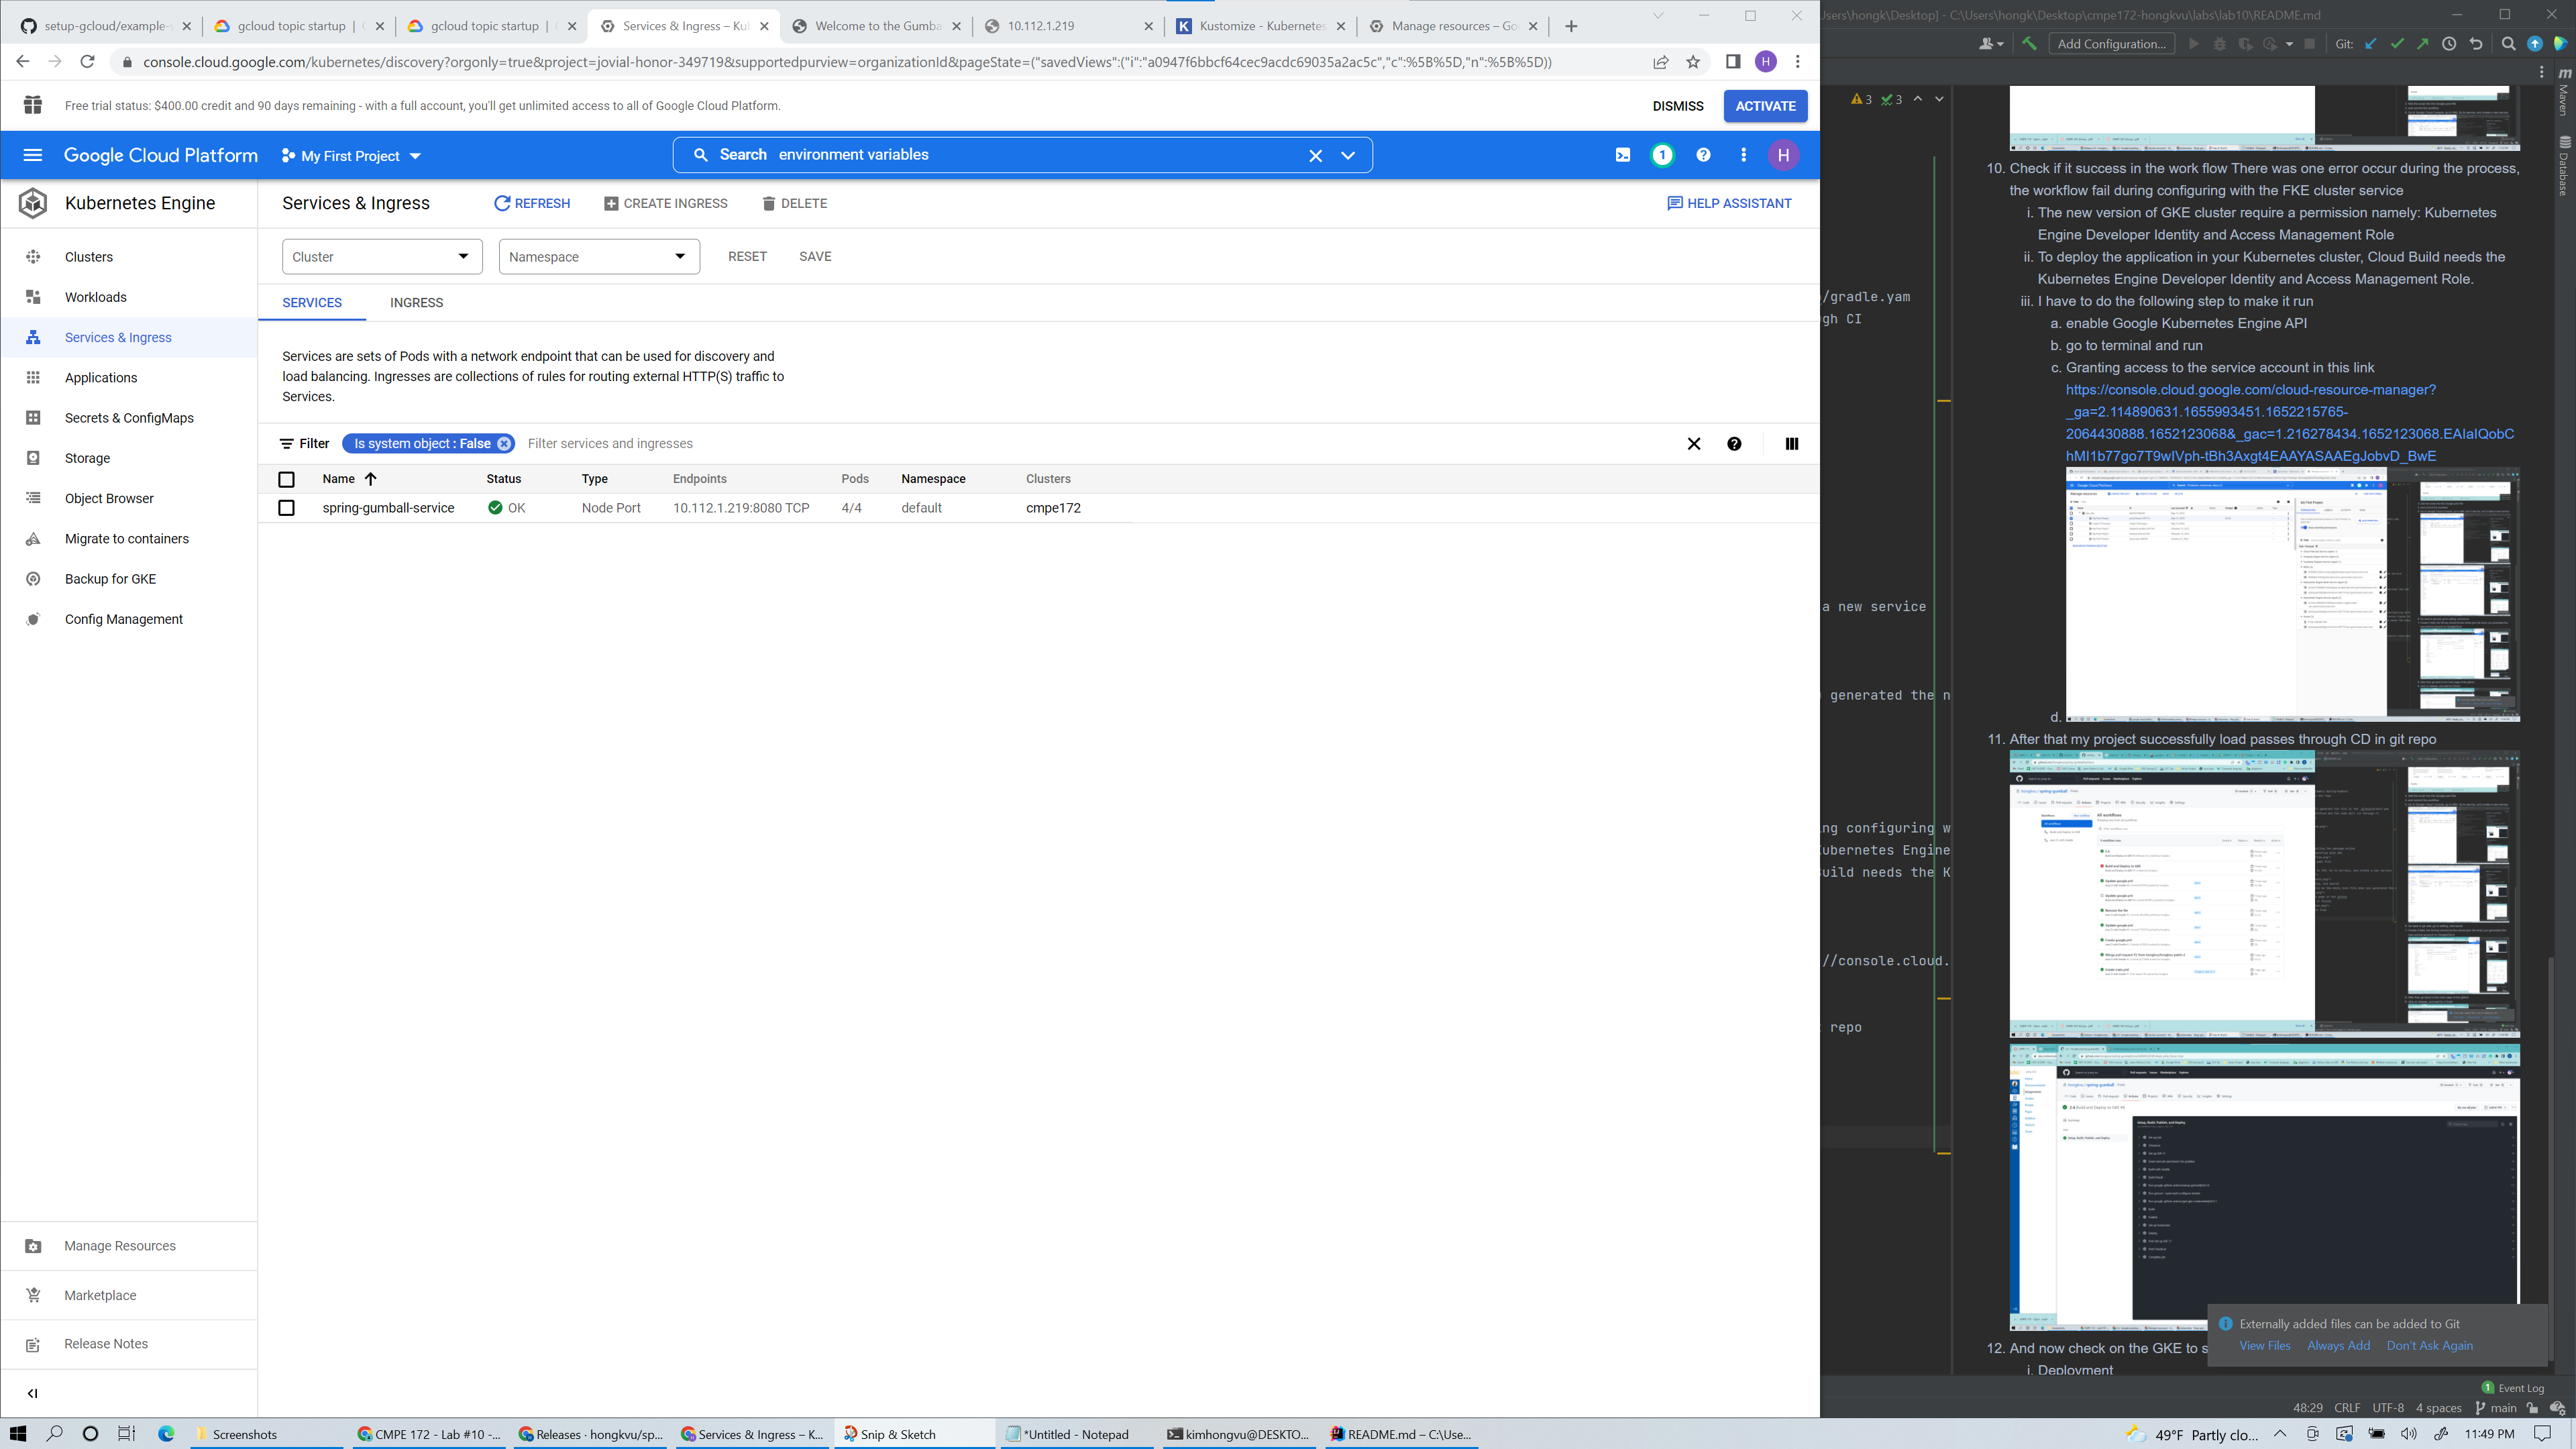 setup-gcloud/example-
gcloud topic startup
gcloud topic startup
Services & Ingress – Ku
Welcome to the Gumba
10.112.1.219
Kustomize - Kubernetes
Manage resources – Go
console.cloud.google.com/kubernetes/discovery?orgonly=true&project=jovial-honor-349719&supportedpurview=organizationId&pageState=("savedViews":("i":"a0947f6bbcf64cec9acdc69035a2ac5c","c":%5B%5D,"n":%5B%5D))
H
Free trial status: $400.00 credit and 90 days remaining - with a full account, you'll get unlimited access to all of Google Cloud Platform.
DISMISS
ACTIVATE
Google Cloud Platform
My First Project
Search environment variables
1
H
Kubernetes Engine
Clusters
Workloads
Services & Ingress
Applications
Secrets & ConfigMaps
Storage
Object Browser
Migrate to containers
Backup for GKE
Config Management
Manage Resources
Marketplace
Release Notes
Services & Ingress
REFRESH
CREATE INGRESS
DELETE
HELP ASSISTANT
Cluster
Namespace
RESET
SAVE
SERVICES
INGRESS
Services are sets of Pods with a network endpoint that can be used for discovery and
load balancing. Ingresses are collections of rules for routing external HTTP(S) traffic to
Services.
Filter
Is system object : False
Filter services and ingresses
Name Status Type Endpoints Pods Namespace Clusters
spring-gumball-service OK Node Port 10.112.1.219:8080 TCP 4/4 default cmpe172
Users\hongk\Desktop] - C:\Users\hongk\Desktop\cmpe172-hongkvu\labs\lab10\README.md
Add Configuration...
Git:
3 3
m
Maven
Database
/gradle.yam
gh CI
a new service
generated the n
ng configuring w
Kubernetes Engine
Build needs the K
//console.cloud.
repo
10. Check if it success in the work flow There was one error occur during the process,
the workflow fail during configuring with the FKE cluster service
i. The new version of GKE cluster require a permission namely: Kubernetes
Engine Developer Identity and Access Management Role
ii. To deploy the application in your Kubernetes cluster, Cloud Build needs the
Kubernetes Engine Developer Identity and Access Management Role.
iii. I have to do the following step to make it run
a. enable Google Kubernetes Engine API
b. go to terminal and run
c. Granting access to the service account in this link
https://console.cloud.google.com/cloud-resource-manager?
_ga=2.114890631.1655993451.1652215765-
2064430888.1652123068&_gac=1.216278434.1652123068.EAIaIQobC
hMI1b77go7T9wIVph-tBh3Axgt4EAAYASAAEgJobvD_BwE
d.
11. After that my project successfully load passes through CD in git repo
12. And now check on the GKE to s
i. Deployment
Externally added files can be added to Git
View Files Always Add Don't Ask Again
1 Event Log
48:29 CRLF UTF-8 4 spaces main
Screenshots
CMPE 172 - Lab #10 -...
Releases · hongkvu/sp...
Services & Ingress – K...
Snip & Sketch
*Untitled - Notepad
kimhongvu@DESKTO...
README.md – C:\Use...
49°F Partly clo...
11:49 PM